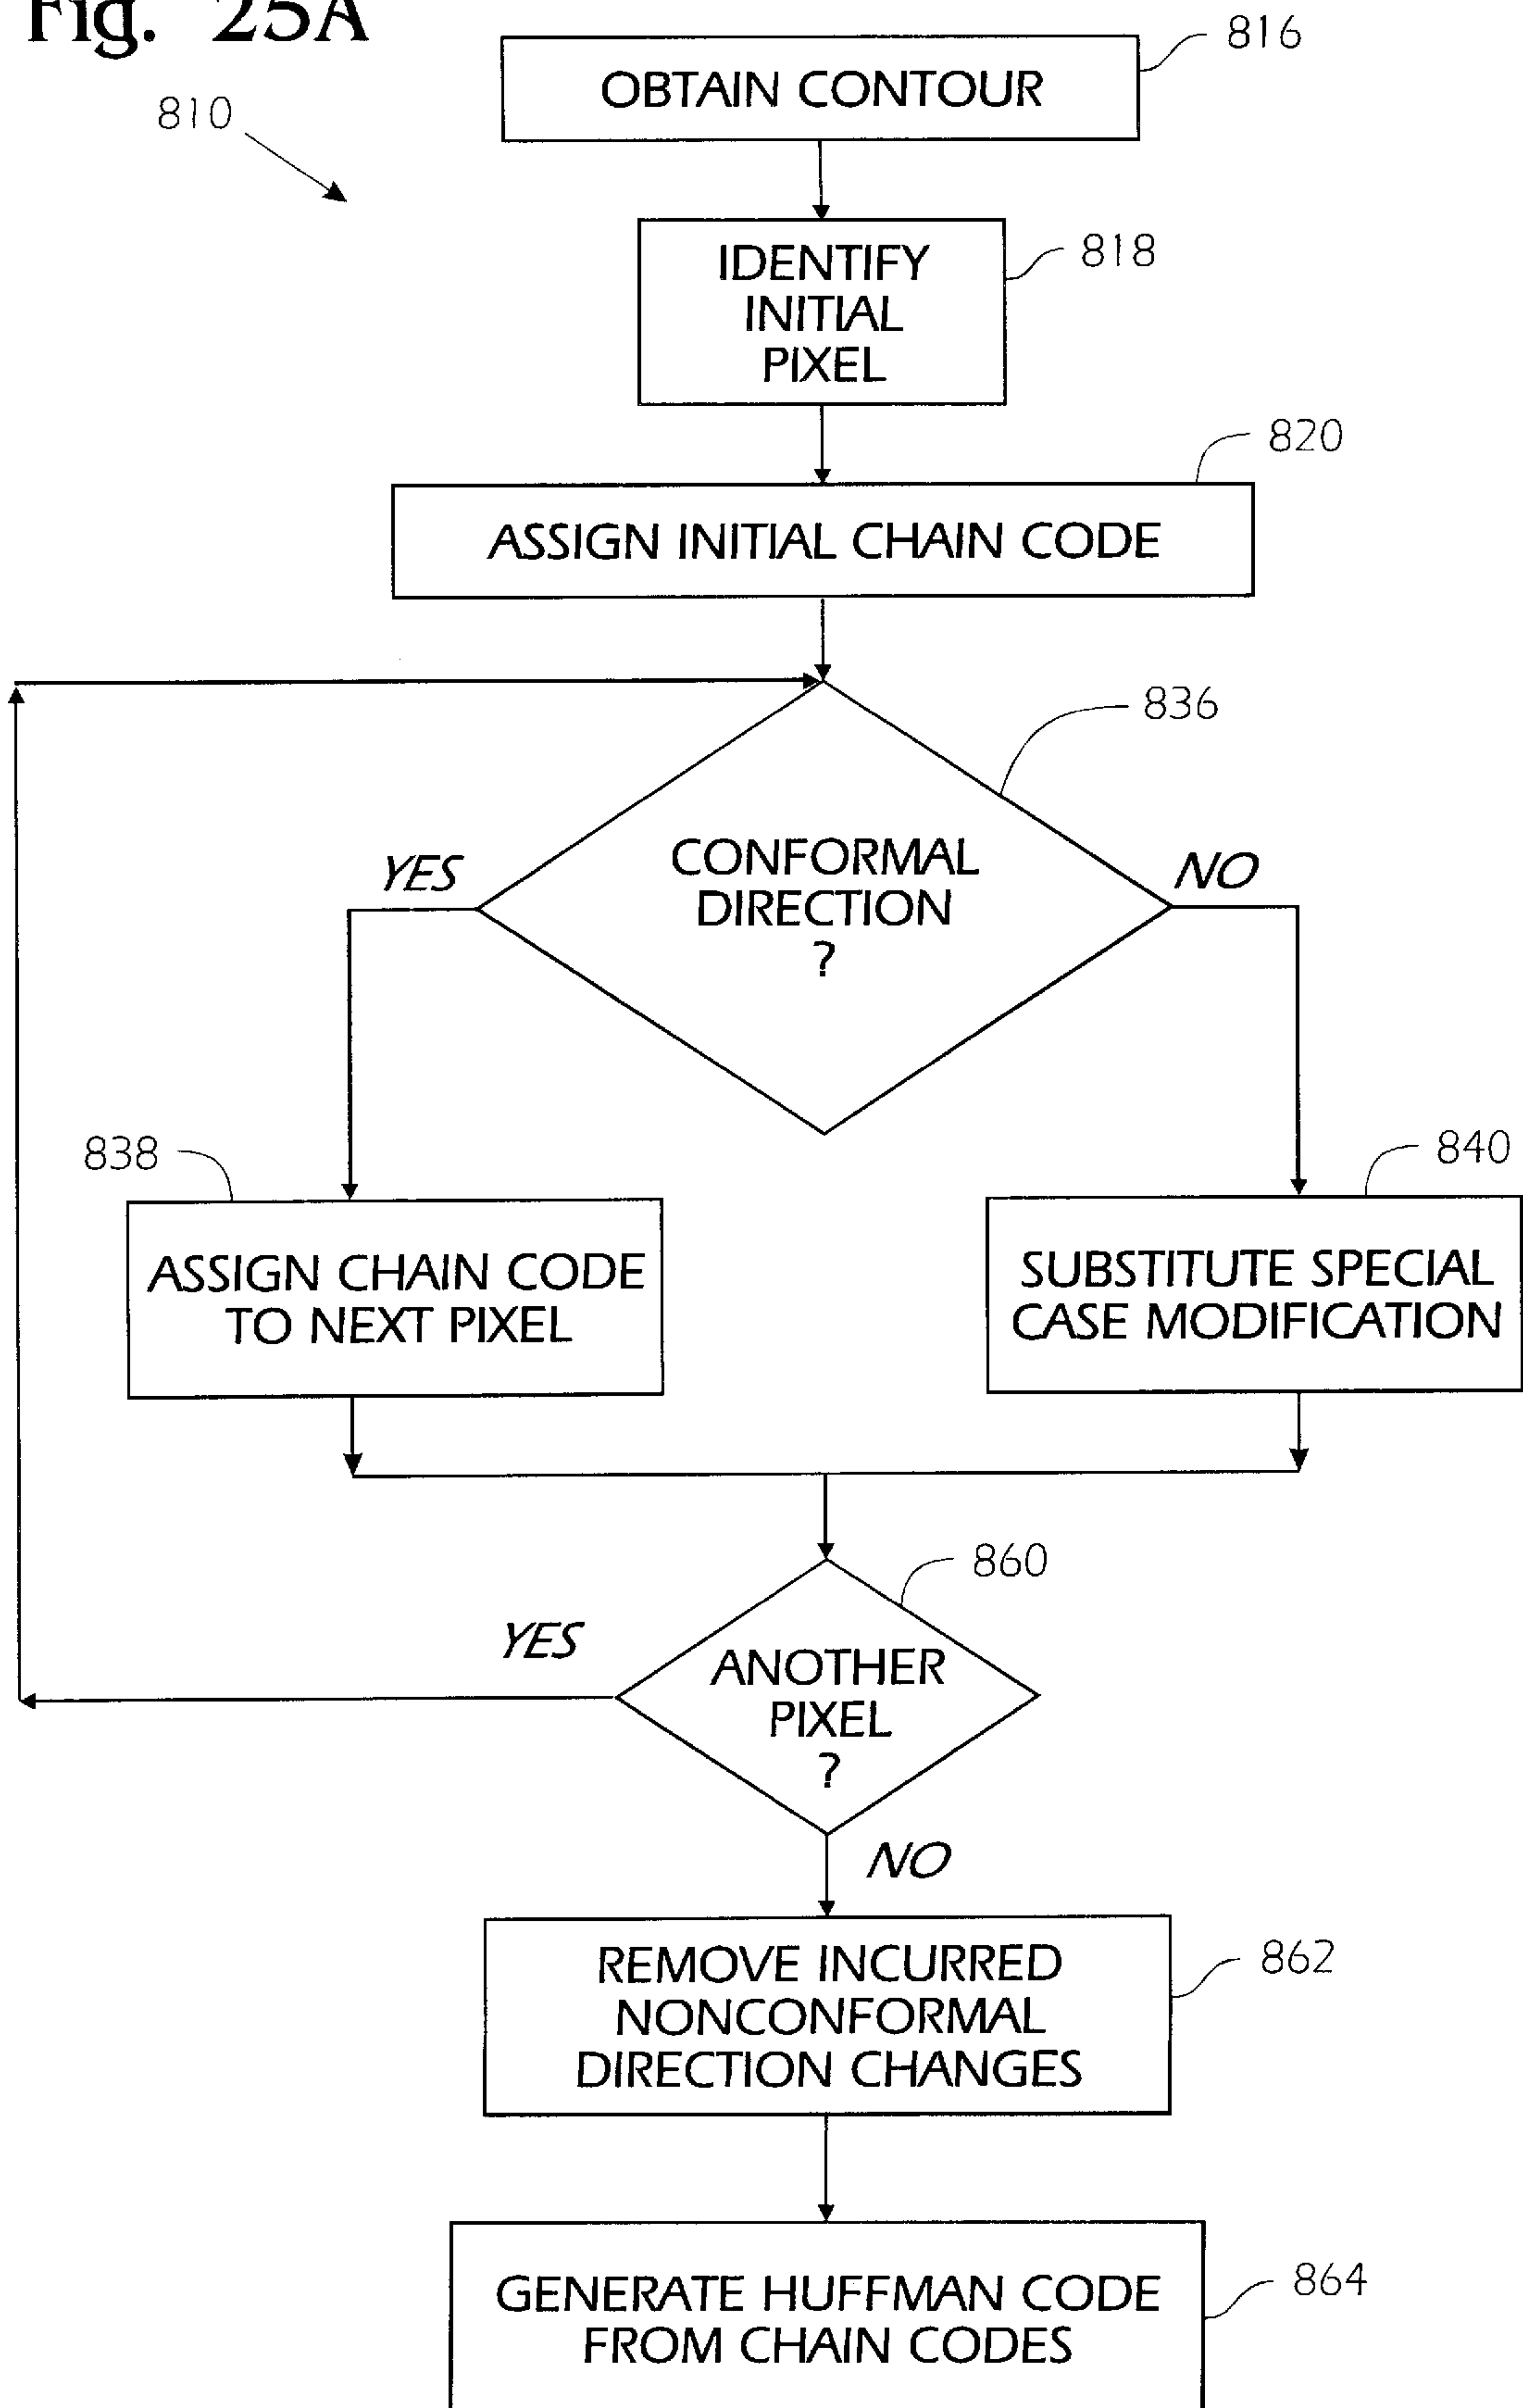 Fig. 25A
816
OBTAIN CONTOUR
810
818
IDENTIFY
INITIAL
PIXEL
820
ASSIGN INITIAL CHAIN CODE
836
CONFORMAL
DIRECTION
?
YES
NO
838
840
ASSIGN CHAIN CODE
TO NEXT PIXEL
SUBSTITUTE SPECIAL
CASE MODIFICATION
860
YES
ANOTHER
PIXEL
?
NO
862
REMOVE INCURRED
NONCONFORMAL
DIRECTION CHANGES
864
GENERATE HUFFMAN CODE
FROM CHAIN CODES